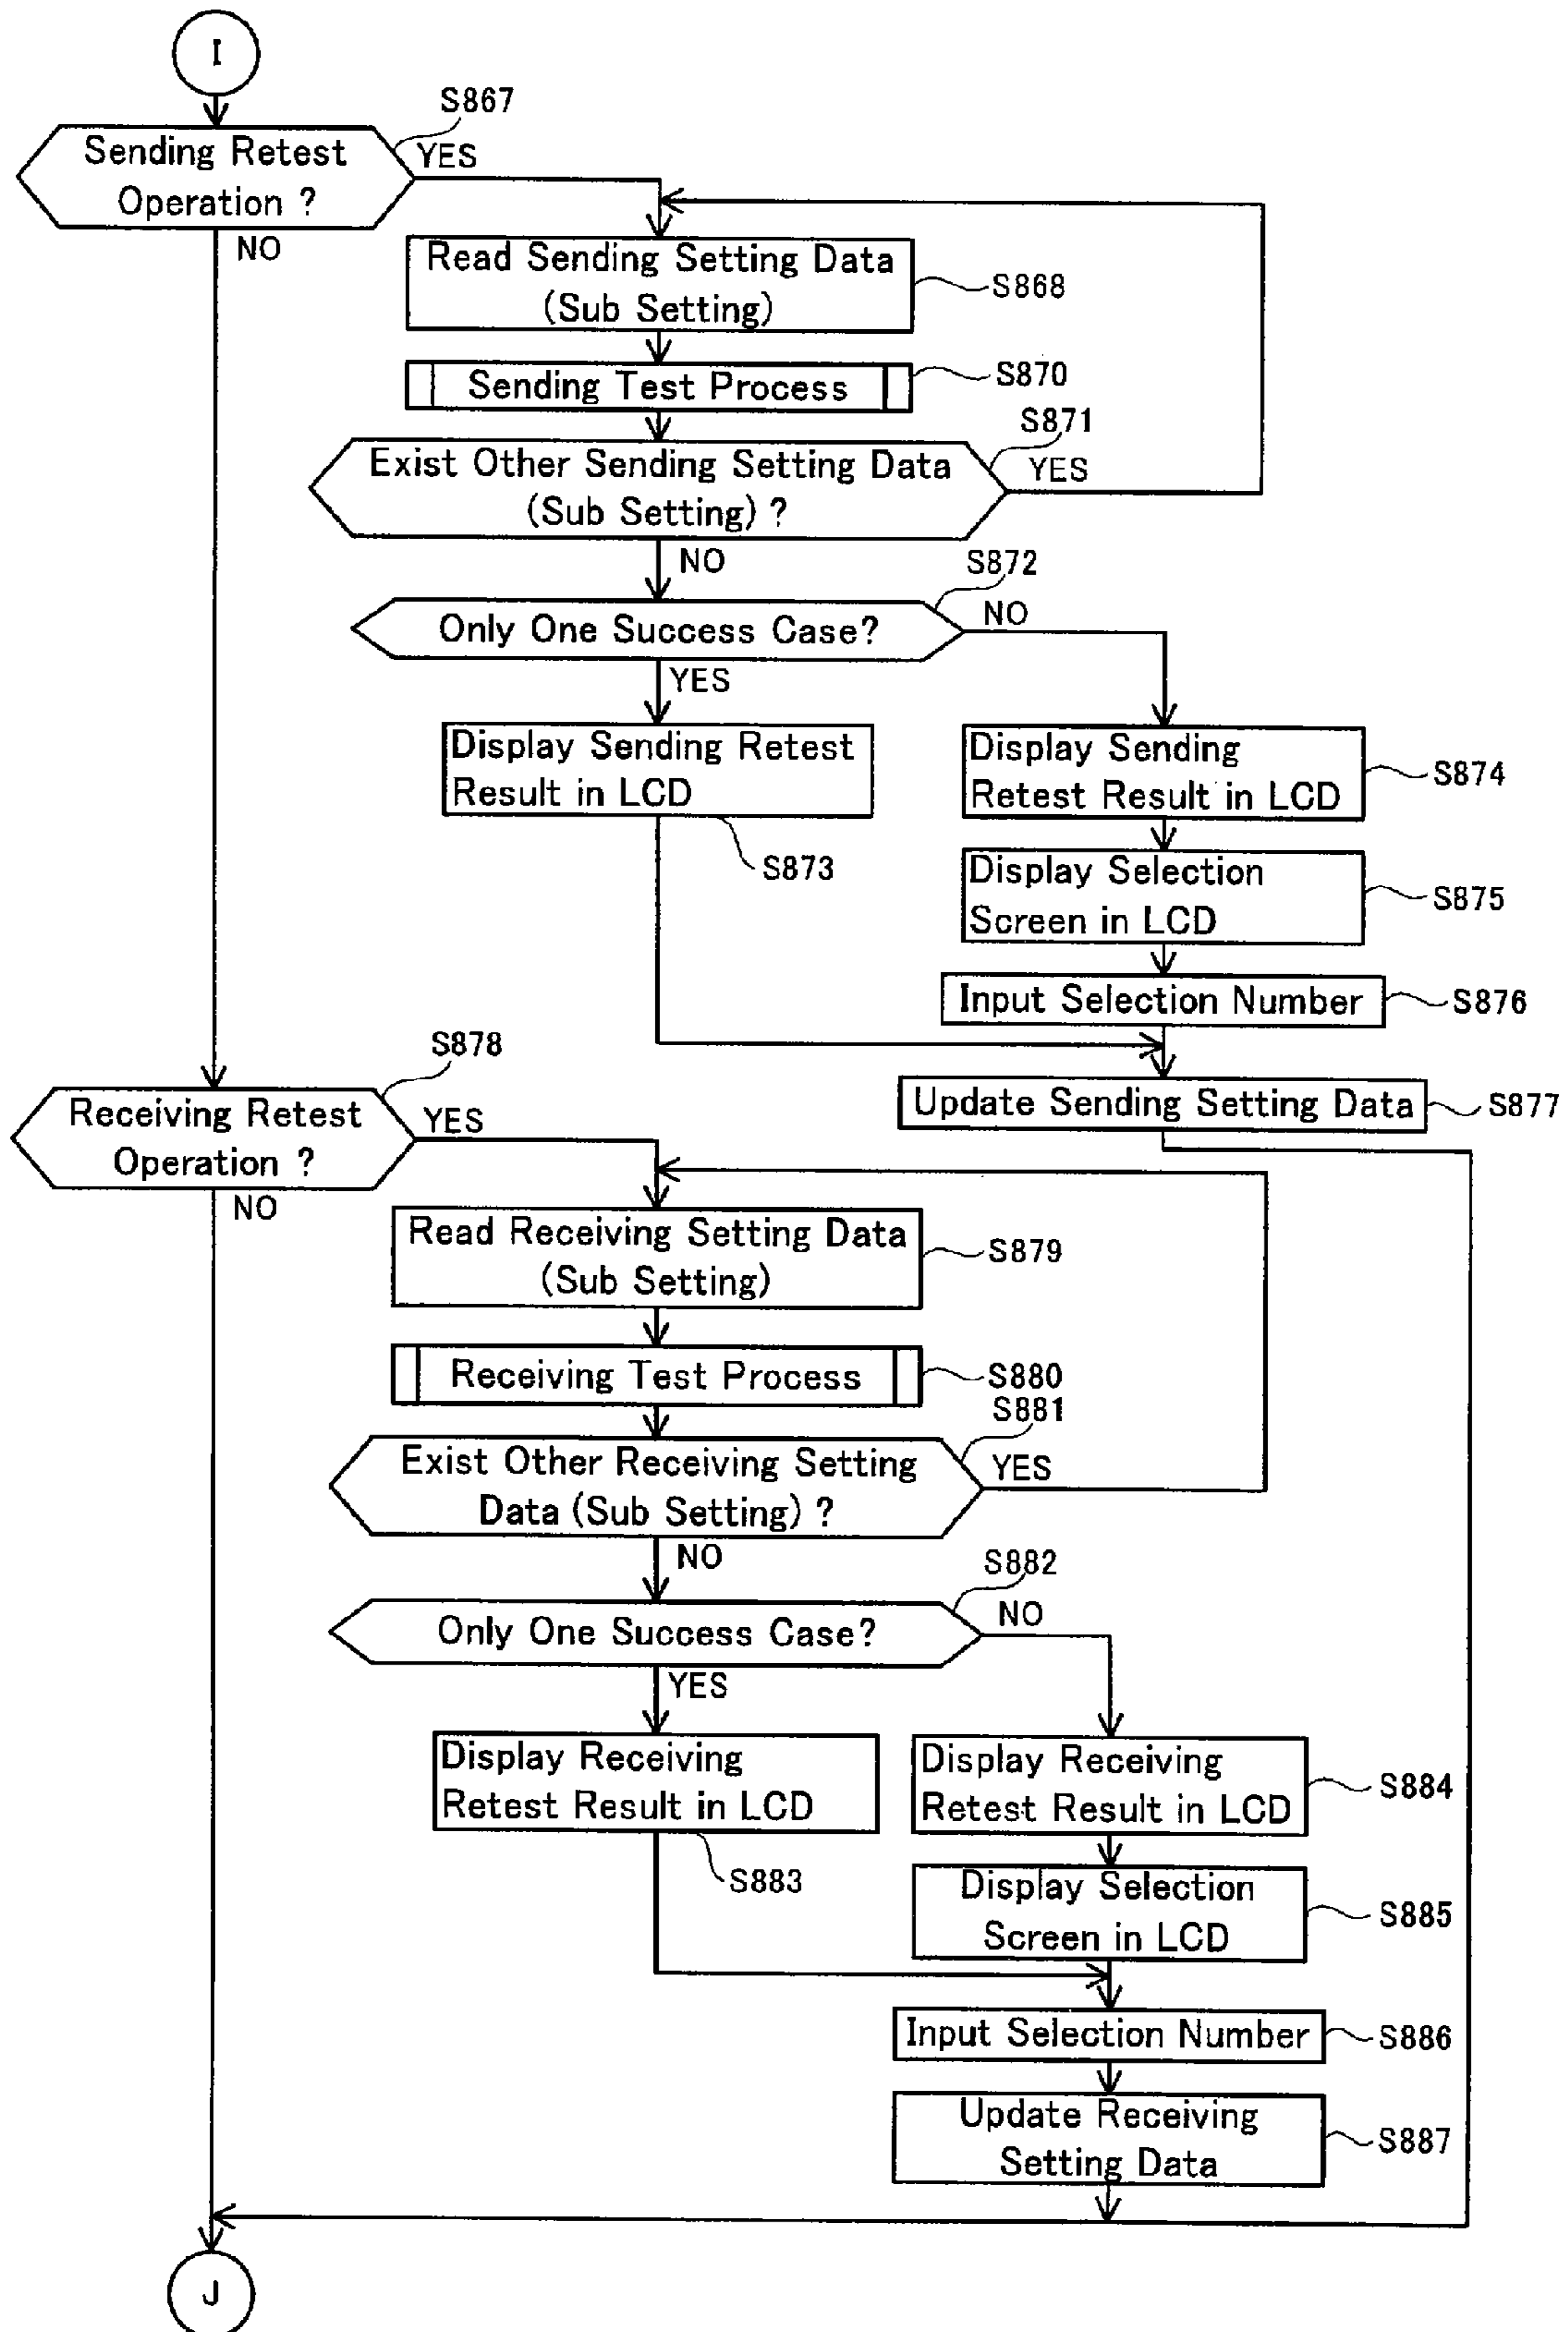 I
S867
Sending Retest
Operation ?
YES
NO
Read Sending Setting Data
(Sub Setting)
S868
Sending Test Process
S870
S871
Exist Other Sending Setting Data
(Sub Setting) ?
YES
NO
S872
Only One Success Case?
NO
YES
Display Sending Retest
Result in LCD
S873
Display Sending
Retest Result in LCD
S874
Display Selection
Screen in LCD
S875
Input Selection Number
S876
Update Sending Setting Data
S877
S878
Receiving Retest
Operation ?
YES
NO
Read Receiving Setting Data
(Sub Setting)
S879
Receiving Test Process
S880
S881
Exist Other Receiving Setting
Data (Sub Setting) ?
YES
NO
S882
Only One Success Case?
NO
YES
Display Receiving
Retest Result in LCD
S883
Display Receiving
Retest Result in LCD
S884
Display Selection
Screen in LCD
S885
Input Selection Number
S886
Update Receiving
Setting Data
S887
J